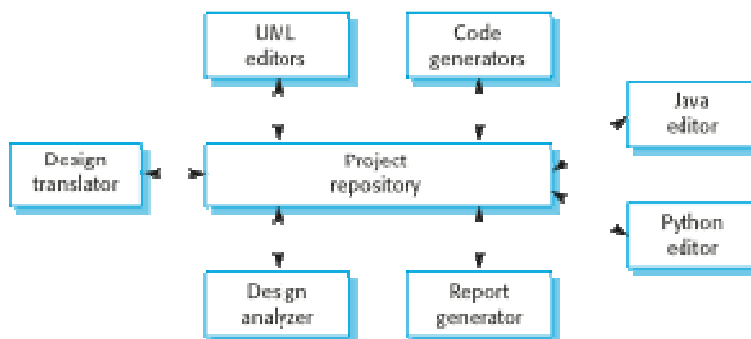 UML
editors
Code
generators
Java
editor
Design
translator
Project
repository
Python
editor
Design
analyzer
Report
generator